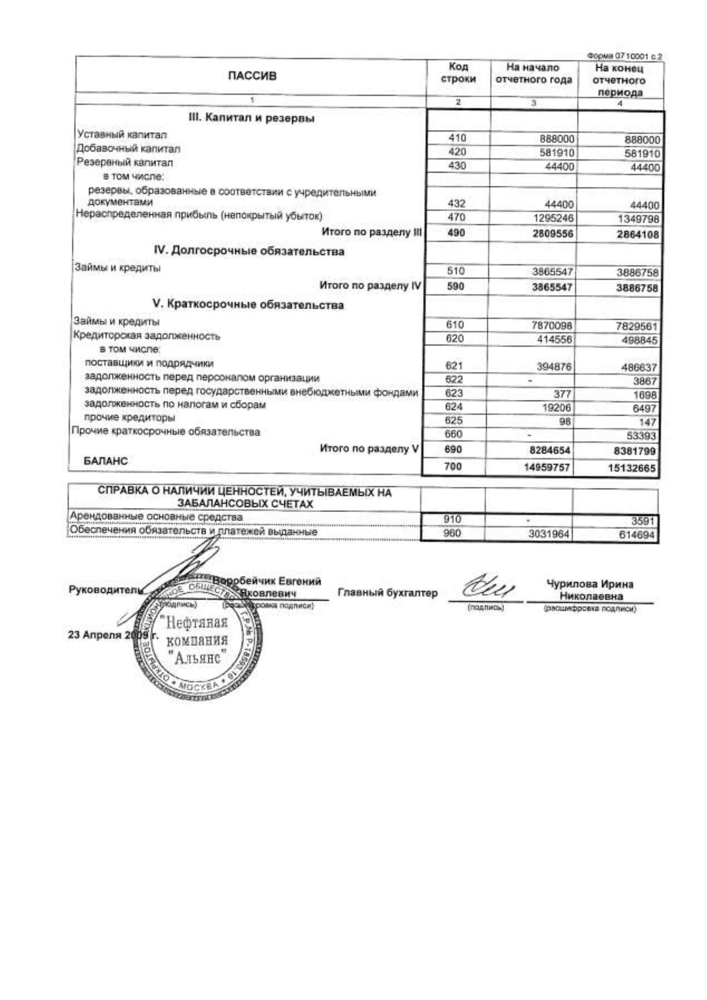 Форма 0710001 с.2
ПАССИВ Код строки На начало отчетного года На конец отчетного периода
1 2 3 4
III. Капитал и резервы
Уставный капитал 410 888000 888000
Добавочный капитал 420 581910 581910
Резервный капитал 430 44400 44400
в том числе:
резервы, образованные в соответствии с учредительными
документами 432 44400 44400
Нераспределенная прибыль (непокрытый убыток) 470 1295246 1349798
Итого по разделу III 490 2809556 2864108
IV. Долгосрочные обязательства
Займы и кредиты 510 3865547 3886758
Итого по разделу IV 590 3865547 3886758
V. Краткосрочные обязательства
Займы и кредиты 610 7870098 7829561
Кредиторская задолженность 620 414556 498845
в том числе:
поставщики и подрядчики 621 394876 486637
задолженность перед персоналом организации 622 - 3867
задолженность перед государственными внебюджетными фондами 623 377 1698
задолженность по налогам и сборам 624 19206 6497
прочие кредиторы 625 98 147
Прочие краткосрочные обязательства 660 - 53393
Итого по разделу V 690 8284654 8381799
БАЛАНС 700 14959757 15132665
СПРАВКА О НАЛИЧИИ ЦЕННОСТЕЙ, УЧИТЫВАЕМЫХ НА
ЗАБАЛАНСОВЫХ СЧЕТАХ
Арендованные основные средства 910 - 3591
Обеспечения обязательств и платежей выданные 960 3031964 614694
Руководитель Воробейчик Евгений Яковлевич Главный бухгалтер Чурилова Ирина Николаевна
(подпись) (расшифровка подписи) (подпись) (расшифровка подписи)
23 Апреля 2009 г.
ОТКРЫТОЕ АКЦИОНЕРНОЕ ОБЩЕСТВО Г.Р.№ Р-18593.16 * МОСКВА *
"Нефтяная
компания
"Альянс"